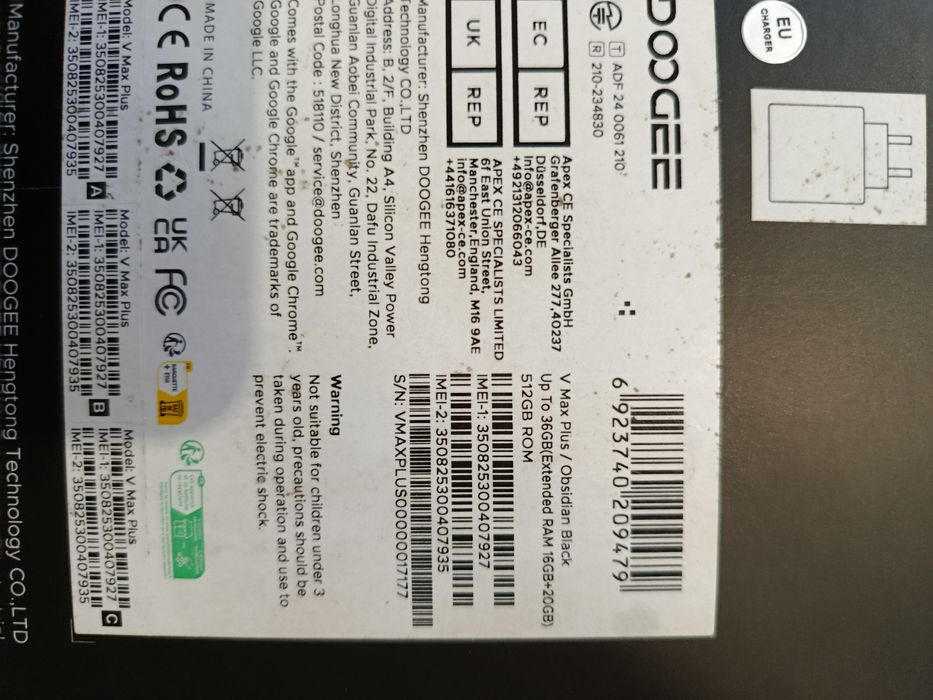 EU
CHARGER
DOOGEE
T ADF 24 0061 210
R 210-234830
EC REP
Apex CE Specialists GmbH
Grafenberger Allee 277,40237
Düsseldorf,DE
Info@apex-ce.com
+4921312066043
UK REP
APEX CE SPECIALISTS LIMITED
6f East Union Street,
Manchester,England, M16 9AE
info@apex-ce.com
+441616371080
Manufacturer: Shenzhen DOOGEE Hengtong
Technology CO.,LTD
Address: B, 2/F, Building A4, Silicon Valley Power
Digital Industrial Park, No. 22, Dafu Industrial Zone,
Guanlan Aobei Community, Guanlan Street,
Longhua New District, Shenzhen
Postal Code : 518110 / service@doogee.com
Comes with the Google™ app and Google Chrome™.
Google and Google Chrome are trademarks of
Google LLC.
MADE IN CHINA
6 923740 209479
V Max Plus / Obsidian Black
Up To 36GB(Extended RAM 16GB+20GB)
512GB ROM
IMEI-1: 350825300407927
IMEI-2: 350825300407935
S/N: VMAXPLUS0000017177
Warning
Not suitable for children under 3
years old, precautions should be
taken during operation and use to
prevent electric shock.
CE RoHS UK CA FC
Model: V Max Plus
IMEI-1: 350825300407927 A
IMEI-2: 350825300407935
Model: V Max Plus
IMEI-1: 350825300407927 B
IMEI-2: 350825300407935
Model: V Max Plus
IMEI-1: 350825300407927 C
IMEI-2: 350825300407935
Manufacturer: Shenzhen DOOGEE Hengtong Technology CO.,LTD